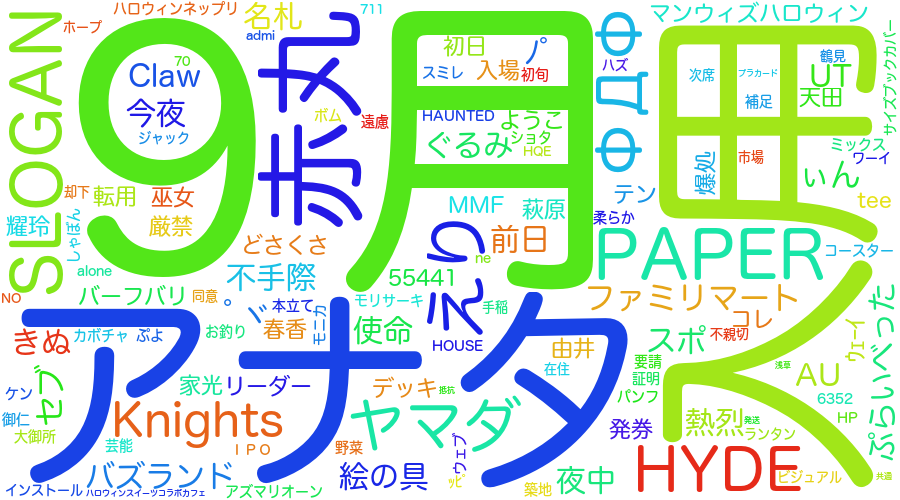 ハロウィンネップリ
名札
711
マンウィズハロウィン
ホープ
admi
SLOGAN
9月
赤丸
男
70
Claw
今夜
ジャック
初日
スミレ
入場
初旬
ハズ
ボム
遠慮
HAUNTED
ようこ
ショタ
HQE
ぐるみ
次席
プラカード
補足
鶴見
UT
天田
サイズブックカバー
ミックス
ワーイ
市場
爆処
ぃん
tee
却下
転用
巫女
厳禁
耀玲
しゃぼん
alone
どさくさ
不手際
MMF
萩原
テン
柔らか
前日
えり
ne
PAPER
コースター
NO
バーフバリ
同意
本立て
55441
モリサーキ
手稲
ファミリマート
コレ
きぬ
カボチャ
ぷよ
お釣り
春香
モニカ
使命
HOUSE
スポ
不親切
ウェーイ
ぷらいべった
アナタ
由井
在住
要請
証明
パンフ
浅草
AU
6352
HP
ケン
御仁
セブ
大御所
家光
リーダー
デッキ
抵抗
Knights
ヤマダ
芸能
IPO
野菜
発券
熱烈
発送
ランタン
インストール
バズランド
ハロウィンスイーツコラボカフェ
アズマリオーン
絵の具
ッピ
ウェブ
築地
夜中
HYDE
ビジュアル
共通